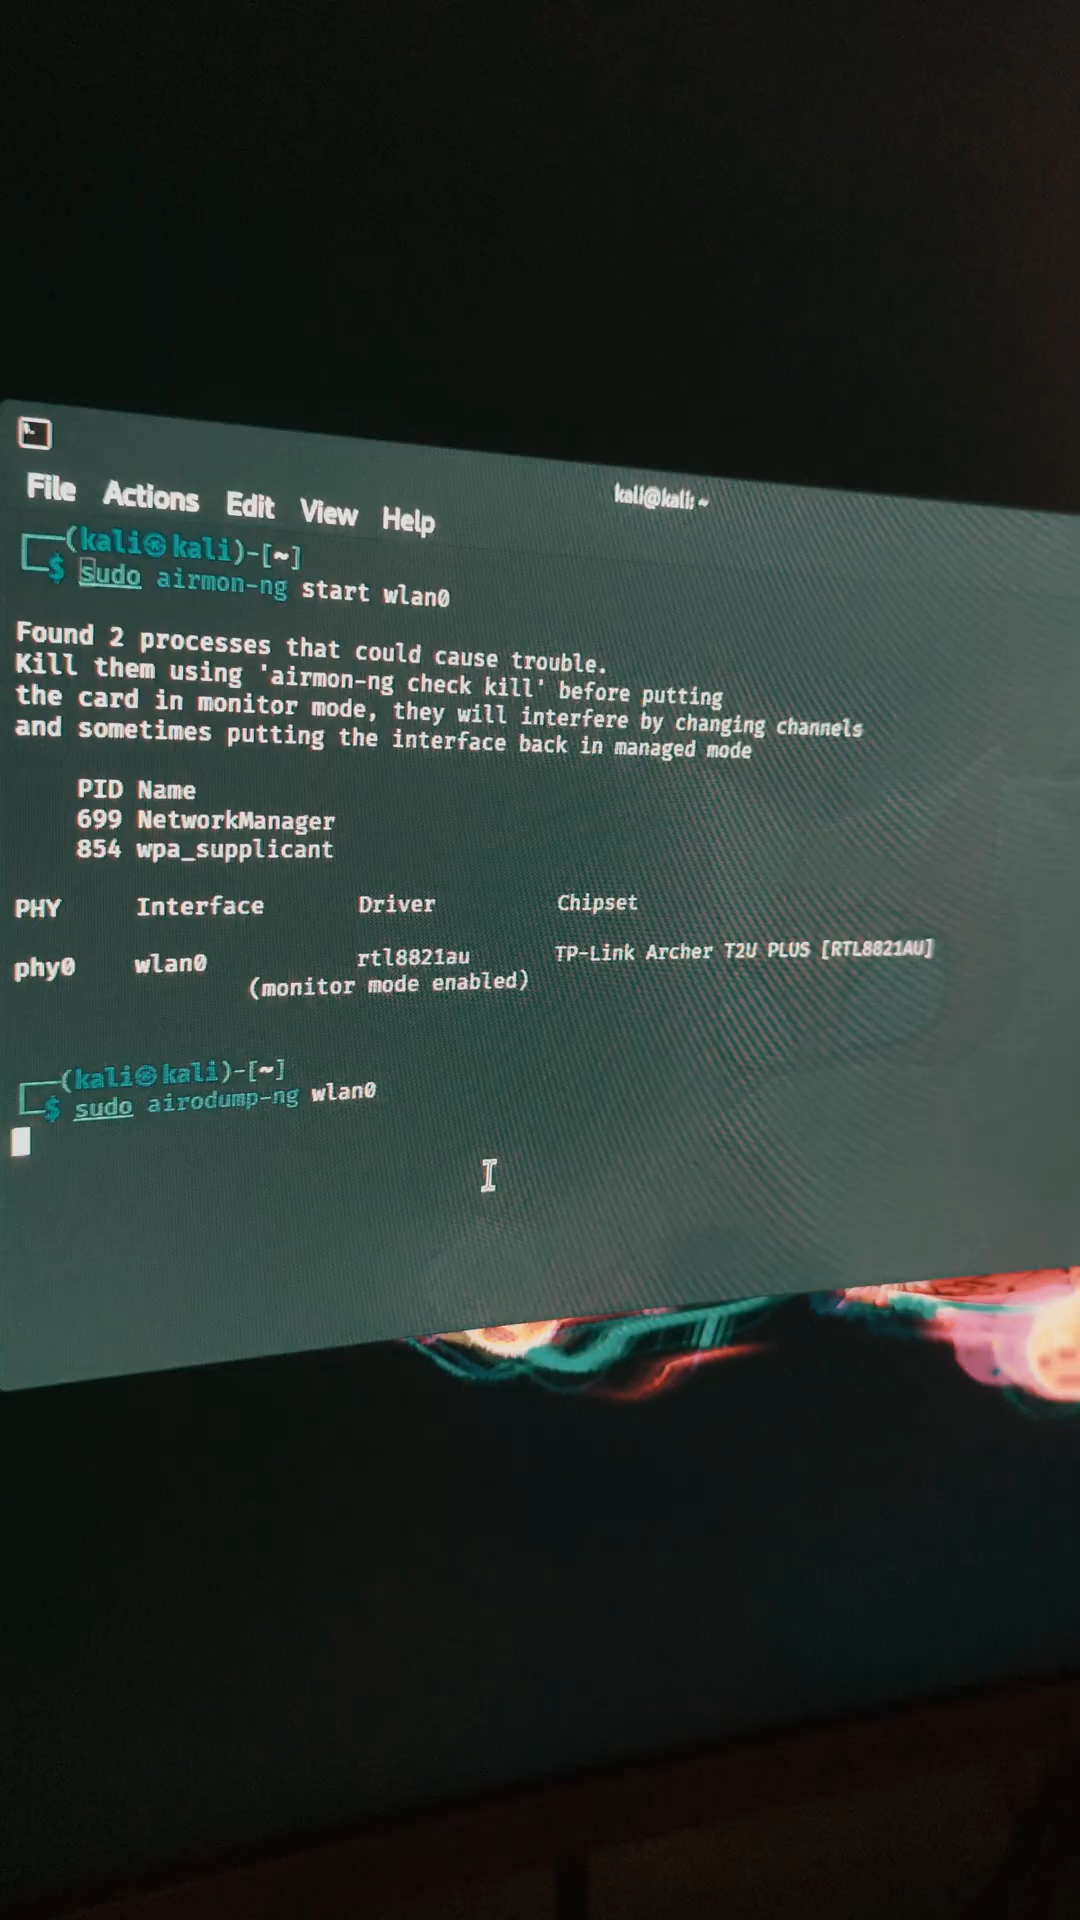 kali@kali: ~
File Actions Edit View Help
┌──(kali㉿kali)-[~]
└─$ sudo airmon-ng start wlan0
Found 2 processes that could cause trouble.
Kill them using 'airmon-ng check kill' before putting
the card in monitor mode, they will interfere by changing channels
and sometimes putting the interface back in managed mode
PID Name
699 NetworkManager
854 wpa_supplicant
PHY Interface Driver Chipset
phy0 wlan0 rtl8821au TP-Link Archer T2U PLUS [RTL8821AU]
(monitor mode enabled)
┌──(kali㉿kali)-[~]
└─$ sudo airodump-ng wlan0